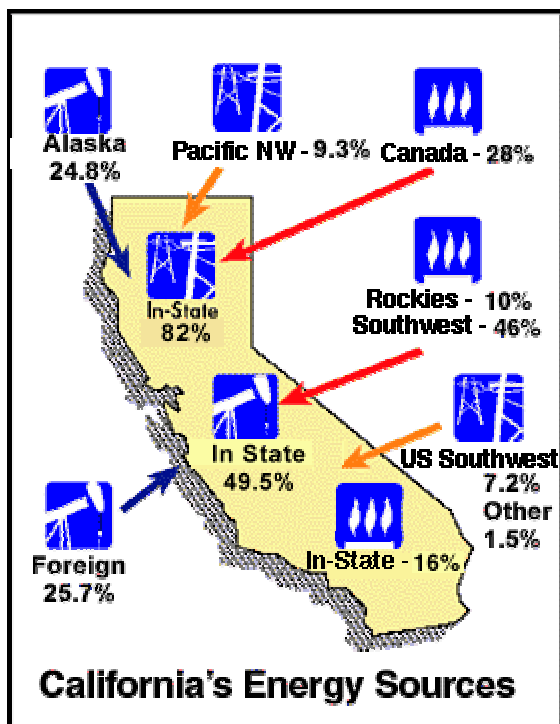 Alaska
24.8%
Pacific NW - 9.3%
Canada - 28%
In-State
82%
Rockies - 10%
Southwest - 46%
In State
49.5%
US Southwest
7.2%
Other
1.5%
In-State - 16%
Foreign
25.7%
California's Energy Sources